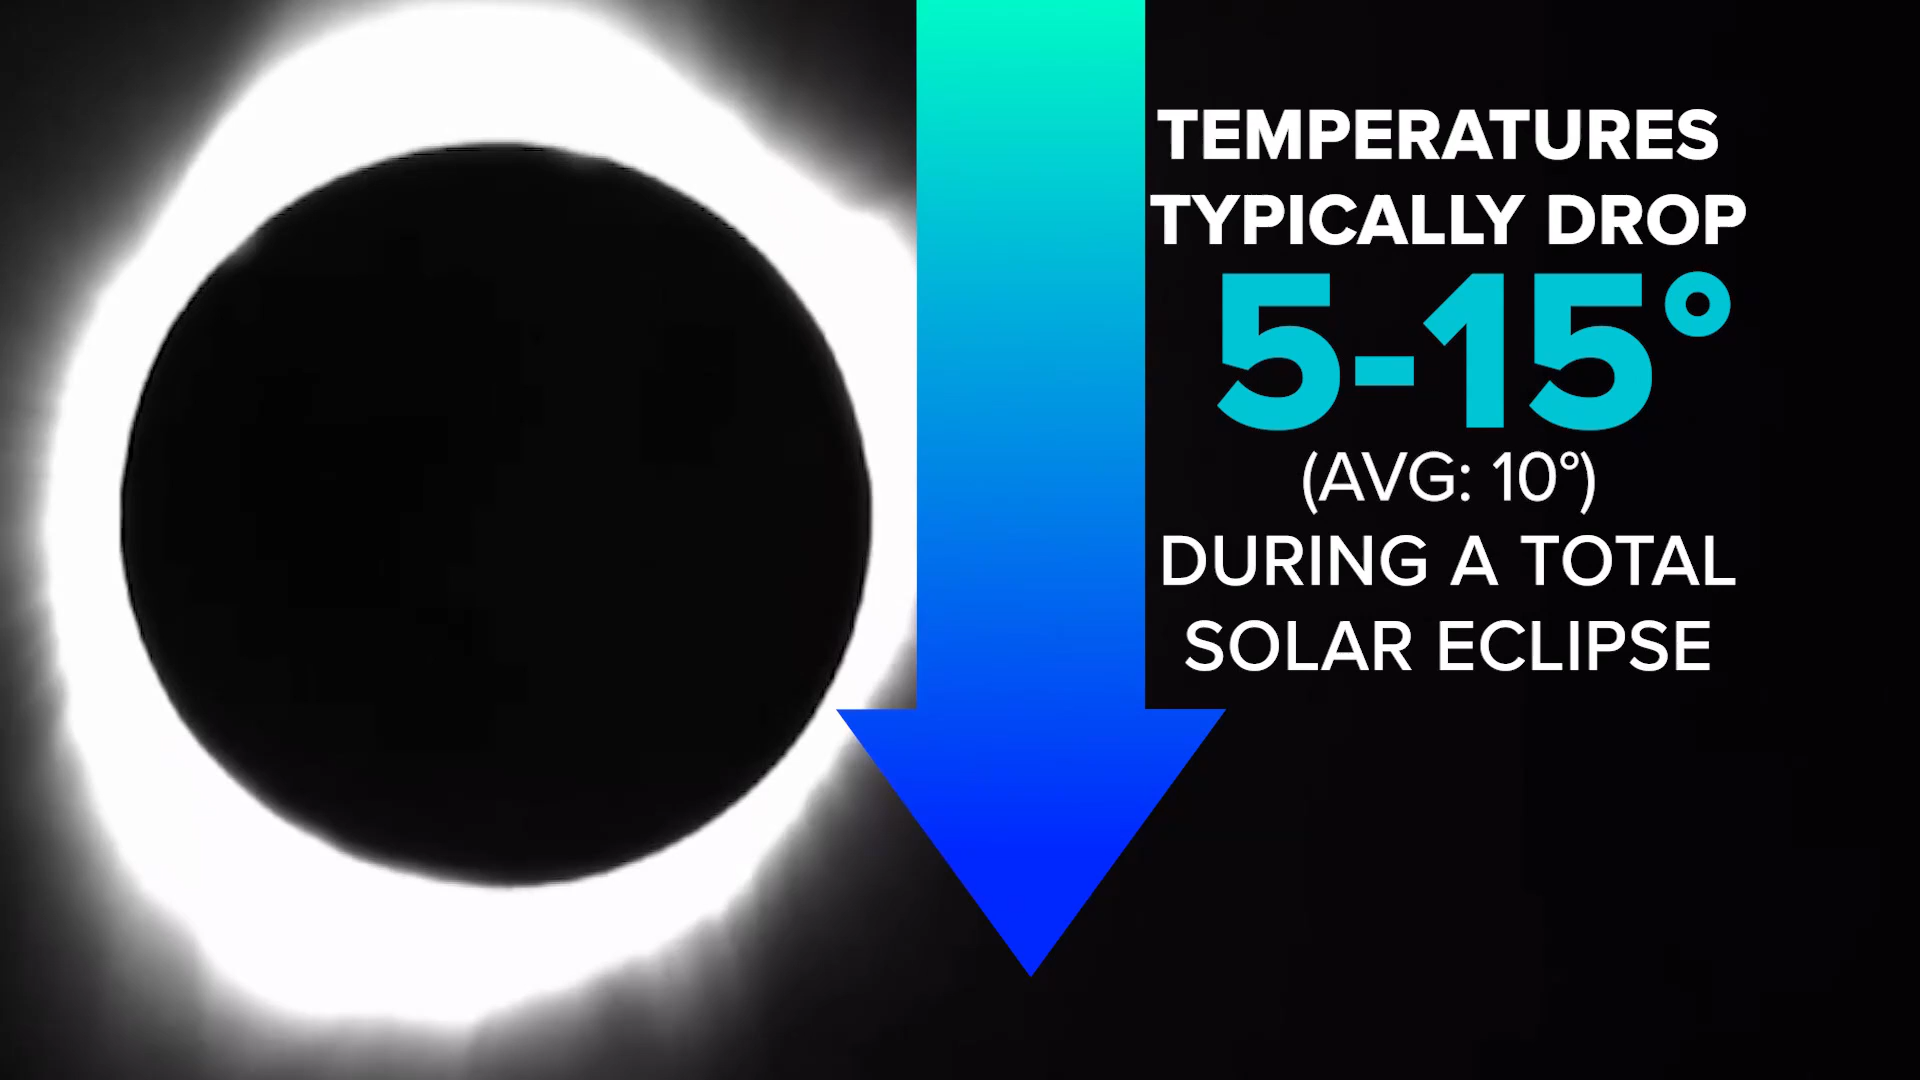 TEMPERATURES
TYPICALLY DROP
5-15°
(AVG: 10°)
DURING A TOTAL
SOLAR ECLIPSE